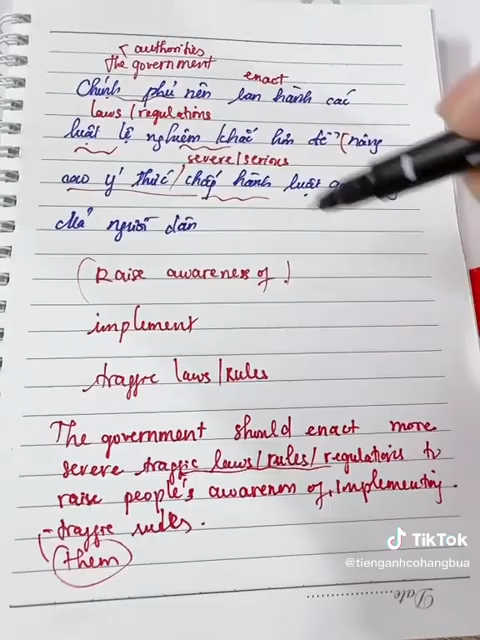 authorities
The government
enact
Chính phủ nên ban hành các
laws/regulations
luật lệ nghiêm khắc hơn để (nâng
severe/serious
cao ý thức/chấp hành luật
của người dân
(Raise awareness of)
implement
traffic laws/Rules
The government should enact more
severe traffic laws/rules/regulations to
raise people's awareness of implementing.
traffic rules.
them
TikTok
@tienganhcohangbua
Date